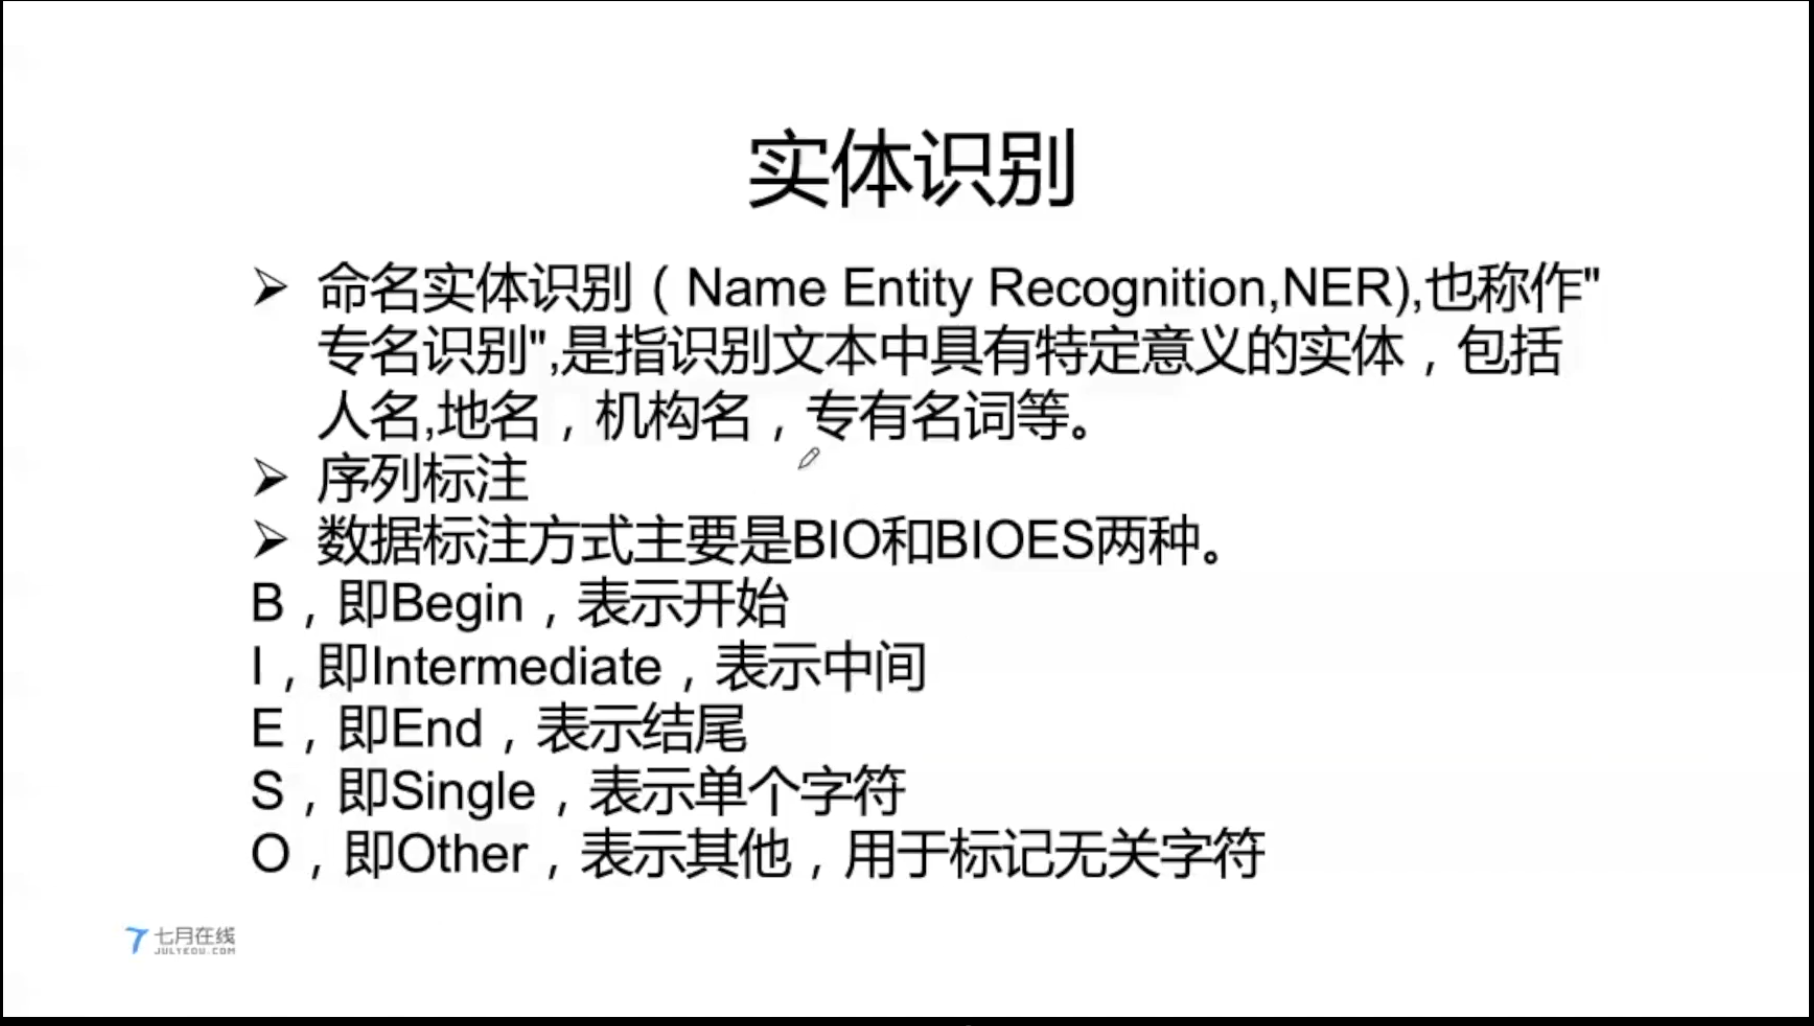 实体识别
➢ 命名实体识别（Name Entity Recognition,NER),也称作"
专名识别",是指识别文本中具有特定意义的实体，包括
人名,地名，机构名，专有名词等。
➢ 序列标注
➢ 数据标注方式主要是BIO和BIOES两种。
B，即Begin，表示开始
I，即Intermediate，表示中间
E，即End，表示结尾
S，即Single，表示单个字符
O，即Other，表示其他，用于标记无关字符
七月在线
JULYEDU.COM